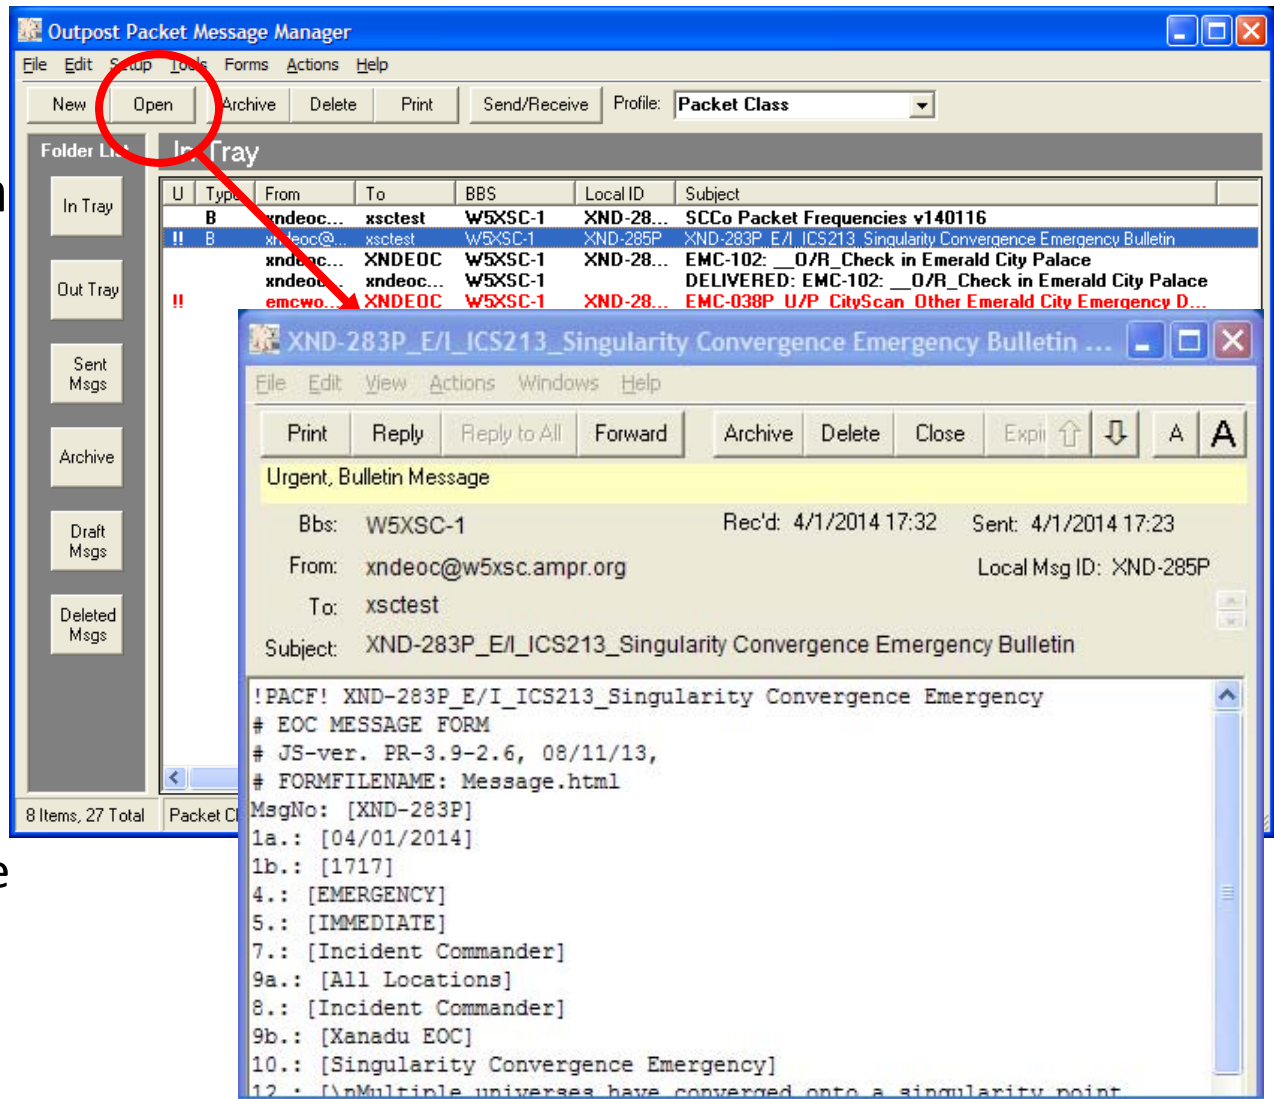 Outpost Packet Message Manager
File Edit Setup Tools Forms Actions Help
New Open Archive Delete Print Send/Receive Profile: Packet Class
Folder List In Tray
In Tray
Out Tray
Sent Msgs
Archive
Draft Msgs
Deleted Msgs
U Type From To BBS Local ID Subject
B xndeoc... xsctest W5XSC-1 XND-28... SCCo Packet Frequencies v140116
!! B xndeoc@... xsctest W5XSC-1 XND-285P XND-283P_E/I_ICS213_Singularity Convergence Emergency Bulletin
xndeoc... XNDEOC W5XSC-1 XND-28... EMC-102: __O/R_Check in Emerald City Palace
xndeoc... xndeoc... W5XSC-1 DELIVERED: EMC-102: __O/R_Check in Emerald City Palace
!! emcwo... XNDEOC W5XSC-1 XND-28... EMC-038P_U/P_CityScan_Other Emerald City Emergency D...
8 Items, 27 Total Packet Cl
n
e
XND-283P_E/I_ICS213_Singularity Convergence Emergency Bulletin ...
File Edit View Actions Windows Help
Print Reply Reply to All Forward Archive Delete Close Expi A A
Urgent, Bulletin Message
Bbs: W5XSC-1 Rec'd: 4/1/2014 17:32 Sent: 4/1/2014 17:23
From: xndeoc@w5xsc.ampr.org Local Msg ID: XND-285P
To: xsctest
Subject: XND-283P_E/I_ICS213_Singularity Convergence Emergency Bulletin
!PACF! XND-283P_E/I_ICS213_Singularity Convergence Emergency
# EOC MESSAGE FORM
# JS-ver. PR-3.9-2.6, 08/11/13,
# FORMFILENAME: Message.html
MsgNo: [XND-283P]
1a.: [04/01/2014]
1b.: [1717]
4.: [EMERGENCY]
5.: [IMMEDIATE]
7.: [Incident Commander]
9a.: [All Locations]
8.: [Incident Commander]
9b.: [Xanadu EOC]
10.: [Singularity Convergence Emergency]
12.: [\nMultiple universes have converged onto a singularity point